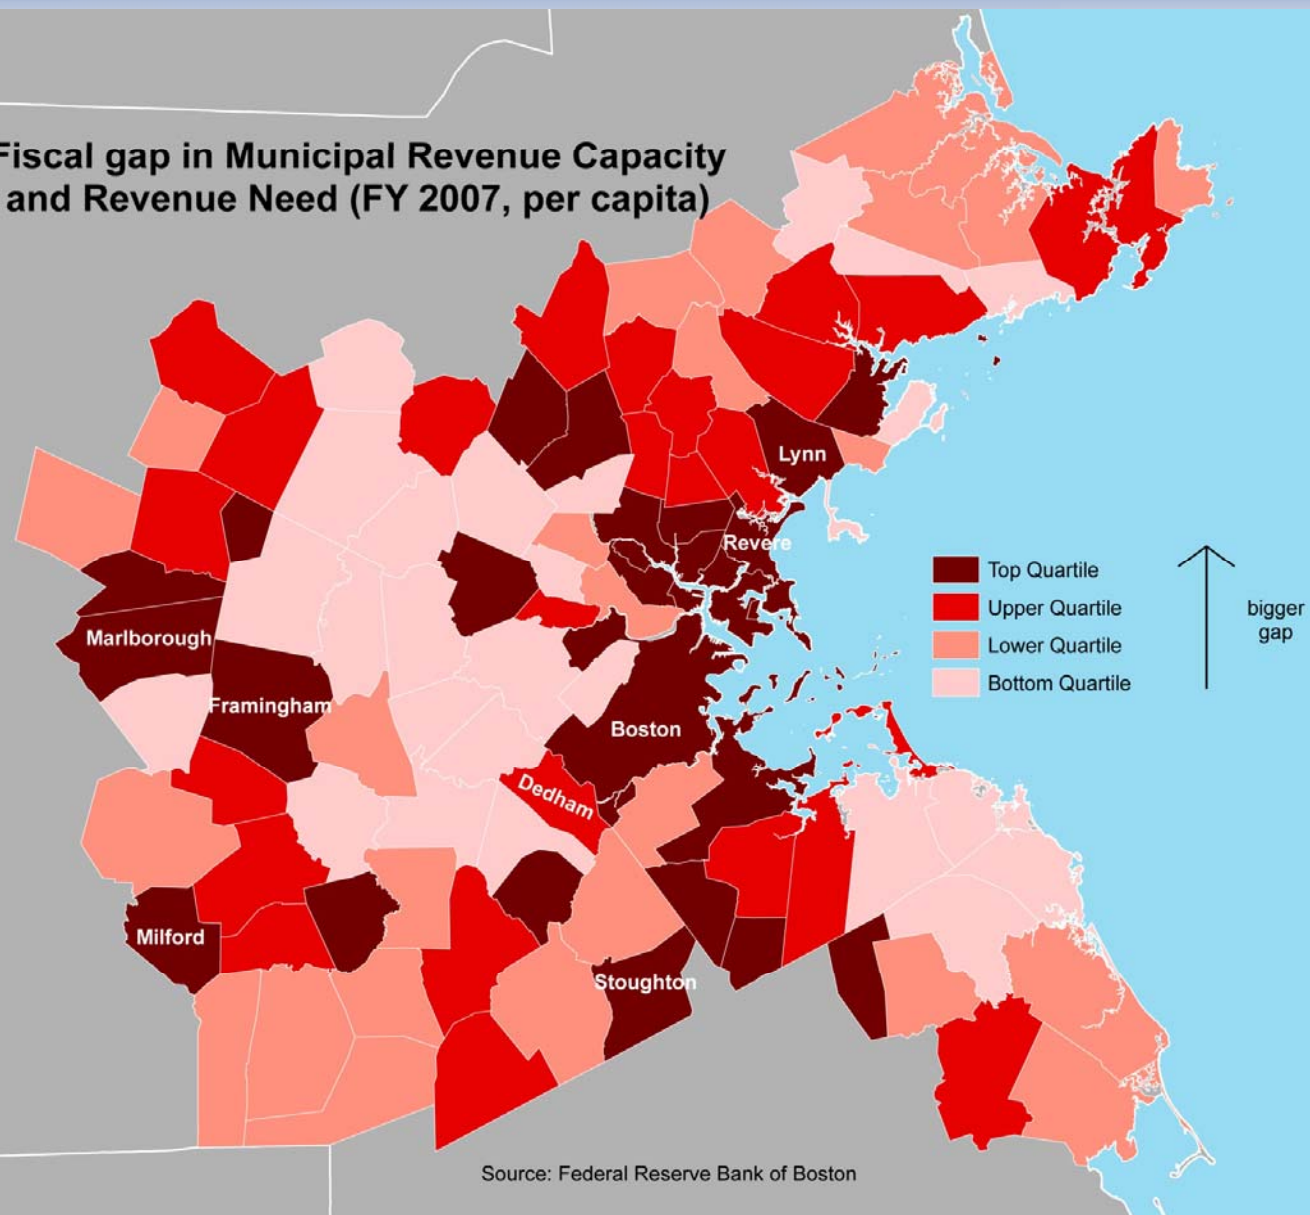 Fiscal gap in Municipal Revenue Capacity
and Revenue Need (FY 2007, per capita)
Lynn
Revere
Top Quartile
Upper Quartile
Lower Quartile
Bottom Quartile
bigger
gap
Marlborough
Framingham
Boston
Dedham
Milford
Stoughton
Source: Federal Reserve Bank of Boston